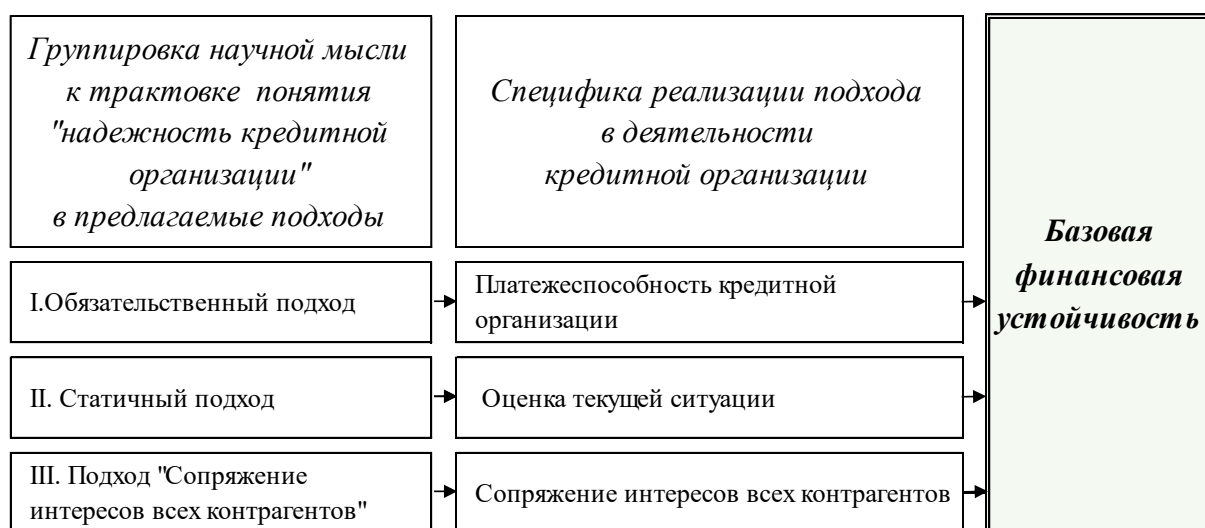 Группировка научной мысли
к трактовке понятия
"надежность кредитной
организации"
в предлагаемые подходы
Специфика реализации подхода
в деятельности
кредитной организации
Базовая
финансовая
устойчивость
I.Обязательственный подход
Платежеспособность кредитной
организации
II. Статичный подход
Оценка текущей ситуации
III. Подход "Сопряжение
интересов всех контрагентов"
Сопряжение интересов всех контрагентов